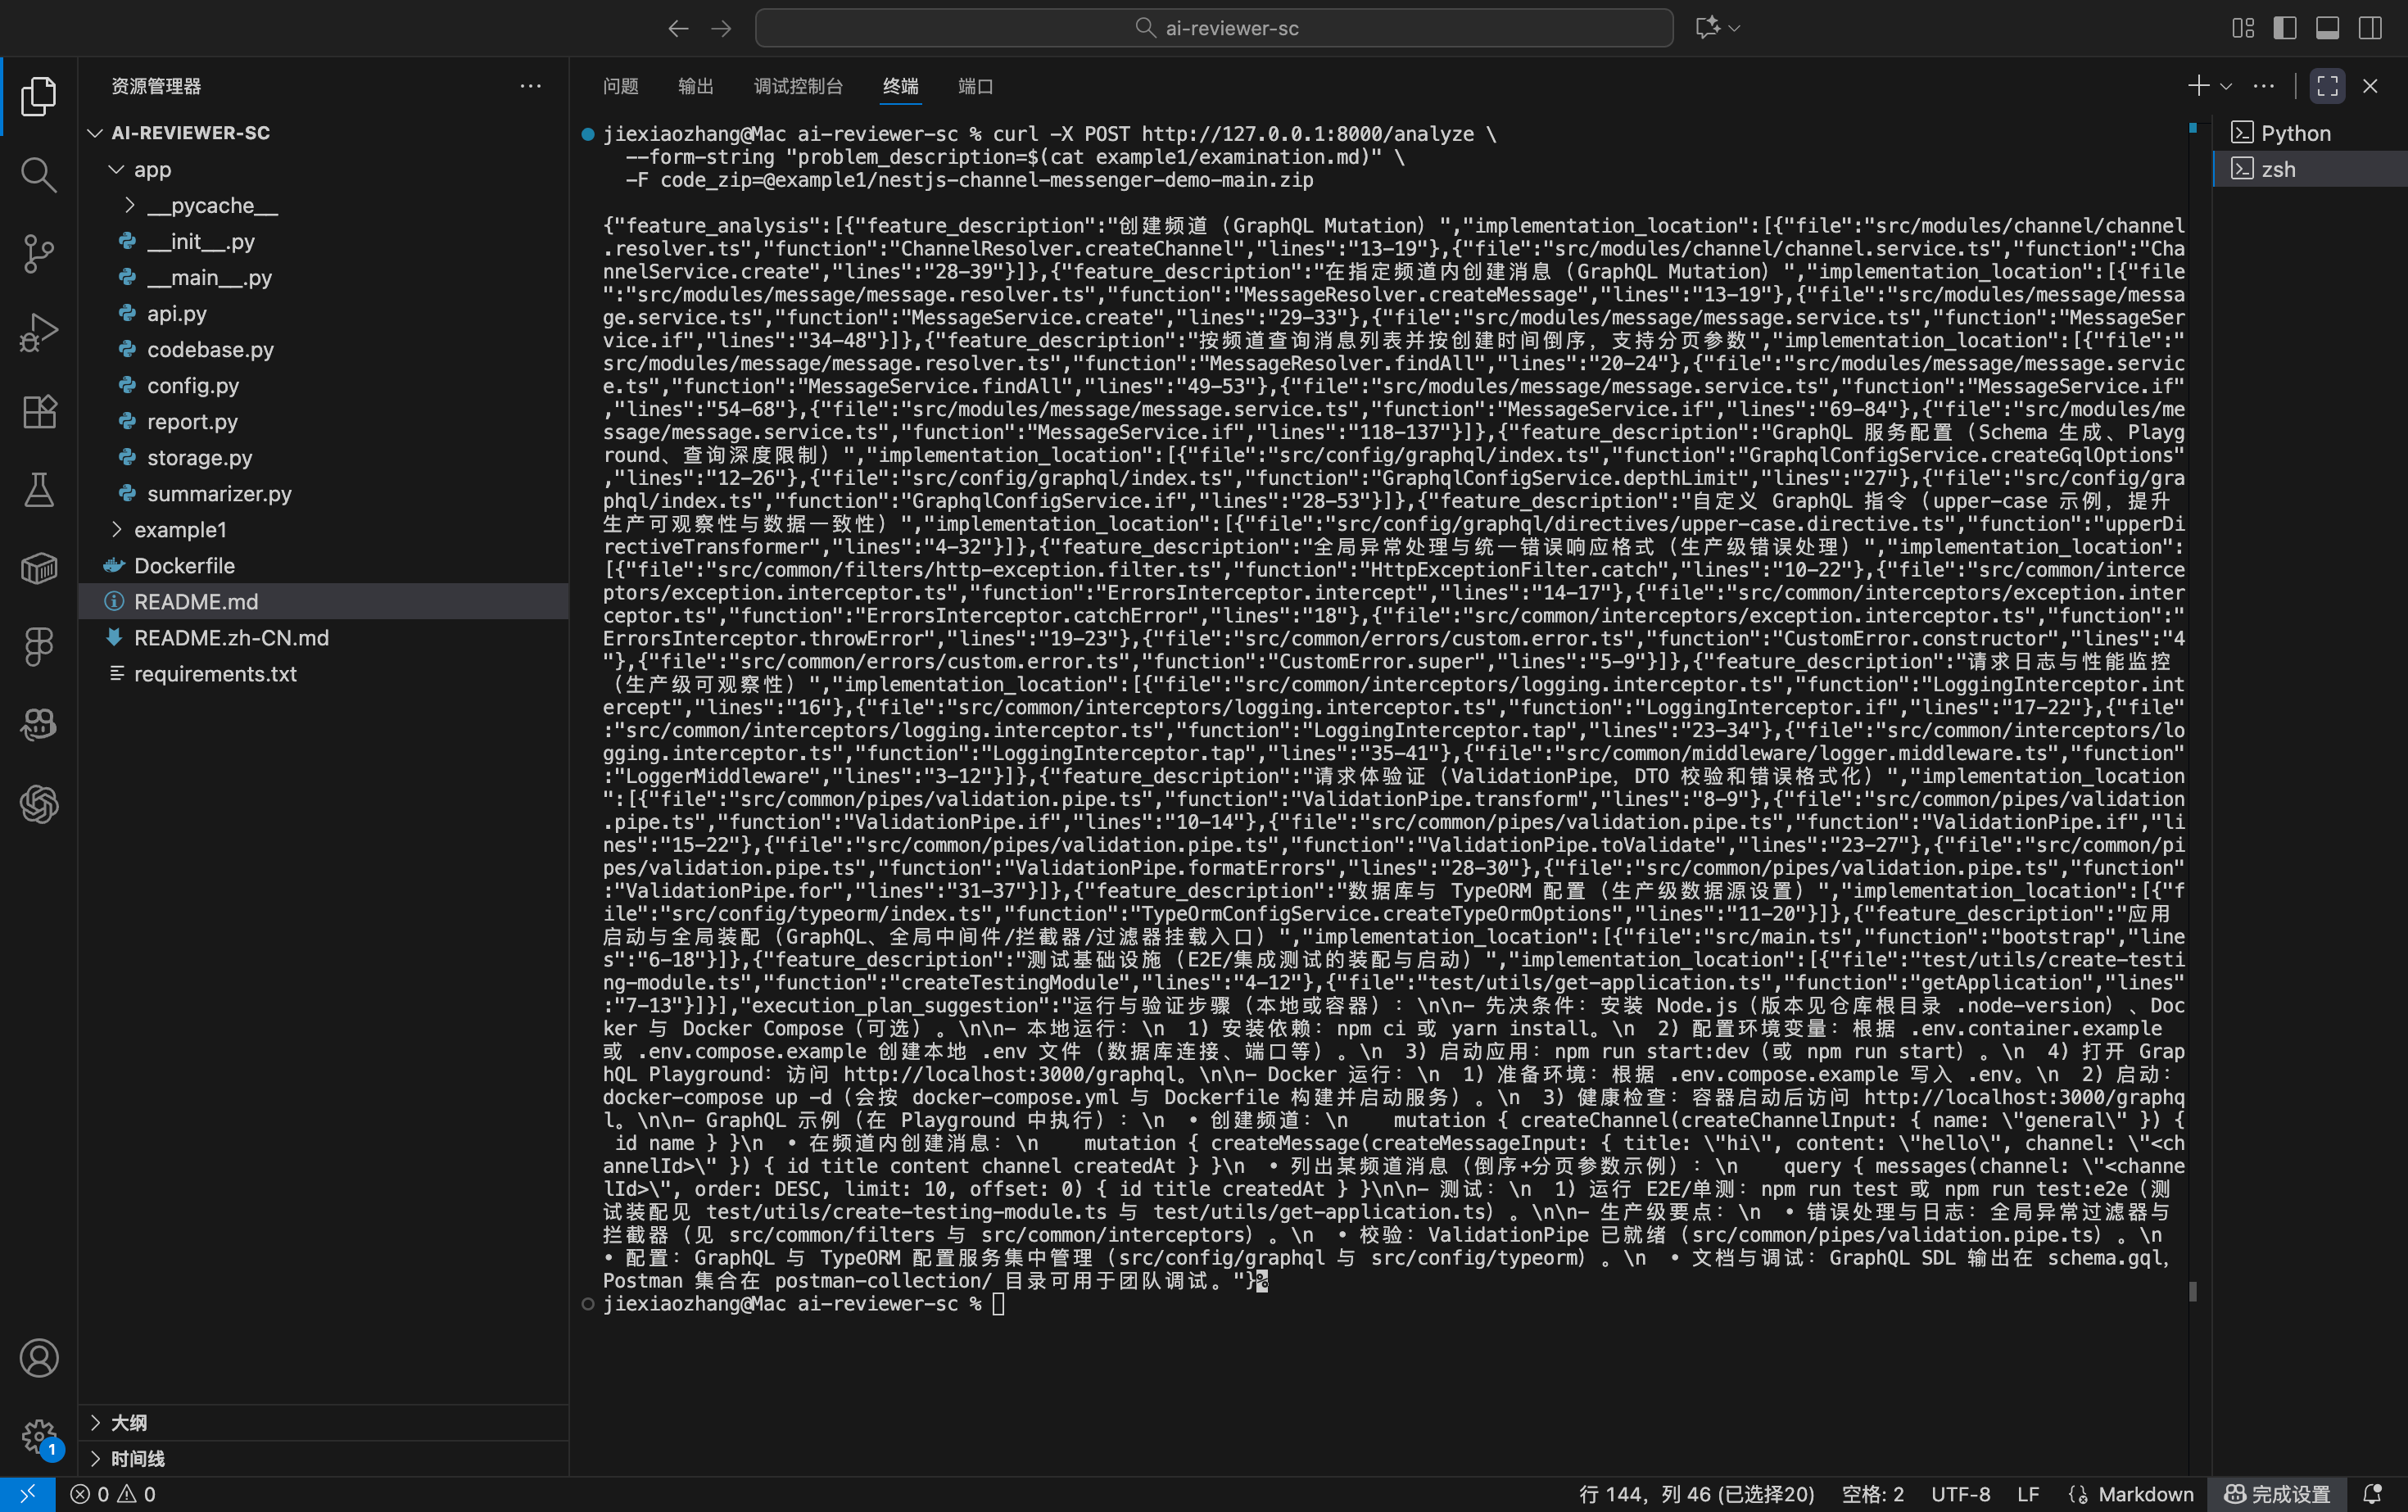 ai-reviewer-sc
资源管理器
AI-REVIEWER-SC
app
__pycache__
__init__.py
__main__.py
api.py
codebase.py
config.py
report.py
storage.py
summarizer.py
example1
Dockerfile
README.md
README.zh-CN.md
requirements.txt
大纲
时间线
问题 输出 调试控制台 终端 端口
Python
zsh
jiexiaozhang@Mac ai-reviewer-sc % curl -X POST http://127.0.0.1:8000/analyze \
--form-string "problem_description=$(cat example1/examination.md)" \
-F code_zip=@example1/nestjs-channel-messenger-demo-main.zip
{"feature_analysis":[{"feature_description":"创建频道（GraphQL Mutation）","implementation_location":[{"file":"src/modules/channel/channel
.resolver.ts","function":"ChannelResolver.createChannel","lines":"13-19"},{"file":"src/modules/channel/channel.service.ts","function":"Cha
nnelService.create","lines":"28-39"}]},{"feature_description":"在指定频道内创建消息（GraphQL Mutation）","implementation_location":[{"file
":"src/modules/message/message.resolver.ts","function":"MessageResolver.createMessage","lines":"13-19"},{"file":"src/modules/message/messa
ge.service.ts","function":"MessageService.create","lines":"29-33"},{"file":"src/modules/message/message.service.ts","function":"MessageSer
vice.if","lines":"34-48"}]},{"feature_description":"按频道查询消息列表并按创建时间倒序，支持分页参数","implementation_location":[{"file":"
src/modules/message/message.resolver.ts","function":"MessageResolver.findAll","lines":"20-24"},{"file":"src/modules/message/message.servic
e.ts","function":"MessageService.findAll","lines":"49-53"},{"file":"src/modules/message/message.service.ts","function":"MessageService.if"
,"lines":"54-68"},{"file":"src/modules/message/message.service.ts","function":"MessageService.if","lines":"69-84"},{"file":"src/modules/me
ssage/message.service.ts","function":"MessageService.if","lines":"118-137"}]},{"feature_description":"GraphQL 服务配置（Schema 生成、Playg
round、查询深度限制）","implementation_location":[{"file":"src/config/graphql/index.ts","function":"GraphqlConfigService.createGqlOptions"
,"lines":"12-26"},{"file":"src/config/graphql/index.ts","function":"GraphqlConfigService.depthLimit","lines":"27"},{"file":"src/config/gra
phql/index.ts","function":"GraphqlConfigService.if","lines":"28-53"}]},{"feature_description":"自定义 GraphQL 指令（upper-case 示例，提升
生产可观察性与数据一致性）","implementation_location":[{"file":"src/config/graphql/directives/upper-case.directive.ts","function":"upperDi
rectiveTransformer","lines":"4-32"}]},{"feature_description":"全局异常处理与统一错误响应格式（生产级错误处理）","implementation_location":
[{"file":"src/common/filters/http-exception.filter.ts","function":"HttpExceptionFilter.catch","lines":"10-22"},{"file":"src/common/interce
ptors/exception.interceptor.ts","function":"ErrorsInterceptor.intercept","lines":"14-17"},{"file":"src/common/interceptors/exception.inter
ceptor.ts","function":"ErrorsInterceptor.catchError","lines":"18"},{"file":"src/common/interceptors/exception.interceptor.ts","function":"
ErrorsInterceptor.throwError","lines":"19-23"},{"file":"src/common/errors/custom.error.ts","function":"CustomError.constructor","lines":"4
"},{"file":"src/common/errors/custom.error.ts","function":"CustomError.super","lines":"5-9"}]},{"feature_description":"请求日志与性能监控
（生产级可观察性）","implementation_location":[{"file":"src/common/interceptors/logging.interceptor.ts","function":"LoggingInterceptor.int
ercept","lines":"16"},{"file":"src/common/interceptors/logging.interceptor.ts","function":"LoggingInterceptor.if","lines":"17-22"},{"file"
:"src/common/interceptors/logging.interceptor.ts","function":"LoggingInterceptor.tap","lines":"23-34"},{"file":"src/common/interceptors/lo
gging.interceptor.ts","function":"LoggingInterceptor.tap","lines":"35-41"},{"file":"src/common/middleware/logger.middleware.ts","function"
:"LoggerMiddleware","lines":"3-12"}]},{"feature_description":"请求体验证（ValidationPipe，DTO 校验和错误格式化）","implementation_location
":[{"file":"src/common/pipes/validation.pipe.ts","function":"ValidationPipe.transform","lines":"8-9"},{"file":"src/common/pipes/validation
.pipe.ts","function":"ValidationPipe.if","lines":"10-14"},{"file":"src/common/pipes/validation.pipe.ts","function":"ValidationPipe.if","li
nes":"15-22"},{"file":"src/common/pipes/validation.pipe.ts","function":"ValidationPipe.toValidate","lines":"23-27"},{"file":"src/common/pi
pes/validation.pipe.ts","function":"ValidationPipe.formatErrors","lines":"28-30"},{"file":"src/common/pipes/validation.pipe.ts","function"
:"ValidationPipe.for","lines":"31-37"}]},{"feature_description":"数据库与 TypeORM 配置（生产级数据源设置）","implementation_location":[{"f
ile":"src/config/typeorm/index.ts","function":"TypeOrmConfigService.createTypeOrmOptions","lines":"11-20"}]},{"feature_description":"应用
启动与全局装配（GraphQL、全局中间件/拦截器/过滤器挂载入口）","implementation_location":[{"file":"src/main.ts","function":"bootstrap","line
s":"6-18"}]},{"feature_description":"测试基础设施（E2E/集成测试的装配与启动）","implementation_location":[{"file":"test/utils/create-testi
ng-module.ts","function":"createTestingModule","lines":"4-12"},{"file":"test/utils/get-application.ts","function":"getApplication","lines"
:"7-13"}]}],"execution_plan_suggestion":"运行与验证步骤（本地或容器）：\n\n- 先决条件：安装 Node.js（版本见仓库根目录 .node-version）、Doc
ker 与 Docker Compose（可选）。\n\n- 本地运行：\n  1) 安装依赖：npm ci 或 yarn install。\n  2) 配置环境变量：根据 .env.container.example
或 .env.compose.example 创建本地 .env 文件（数据库连接、端口等）。\n  3) 启动应用：npm run start:dev（或 npm run start）。\n  4) 打开 Grap
hQL Playground：访问 http://localhost:3000/graphql。\n\n- Docker 运行：\n  1) 准备环境：根据 .env.compose.example 写入 .env。\n  2) 启动：
docker-compose up -d（会按 docker-compose.yml 与 Dockerfile 构建并启动服务）。\n  3) 健康检查：容器启动后访问 http://localhost:3000/graphq
l。\n\n- GraphQL 示例（在 Playground 中执行）：\n  • 创建频道：\n    mutation { createChannel(createChannelInput: { name: \"general\" }) {
id name } }\n  • 在频道内创建消息：\n    mutation { createMessage(createMessageInput: { title: \"hi\", content: \"hello\", channel: \"<ch
annelId>\" }) { id title content channel createdAt } }\n  • 列出某频道消息（倒序+分页参数示例）：\n    query { messages(channel: \"<channe
lId>\", order: DESC, limit: 10, offset: 0) { id title createdAt } }\n\n- 测试：\n  1) 运行 E2E/单测：npm run test 或 npm run test:e2e（测
试装配见 test/utils/create-testing-module.ts 与 test/utils/get-application.ts）。\n\n- 生产级要点：\n  • 错误处理与日志：全局异常过滤器与
拦截器（见 src/common/filters 与 src/common/interceptors）。\n  • 校验：ValidationPipe 已就绪（src/common/pipes/validation.pipe.ts）。\n
• 配置：GraphQL 与 TypeORM 配置服务集中管理（src/config/graphql 与 src/config/typeorm）。\n  • 文档与调试：GraphQL SDL 输出在 schema.gql，
Postman 集合在 postman-collection/ 目录可用于团队调试。"}%
jiexiaozhang@Mac ai-reviewer-sc %
1
0 0 行 144，列 46 (已选择20) 空格: 2 UTF-8 LF Markdown 完成设置